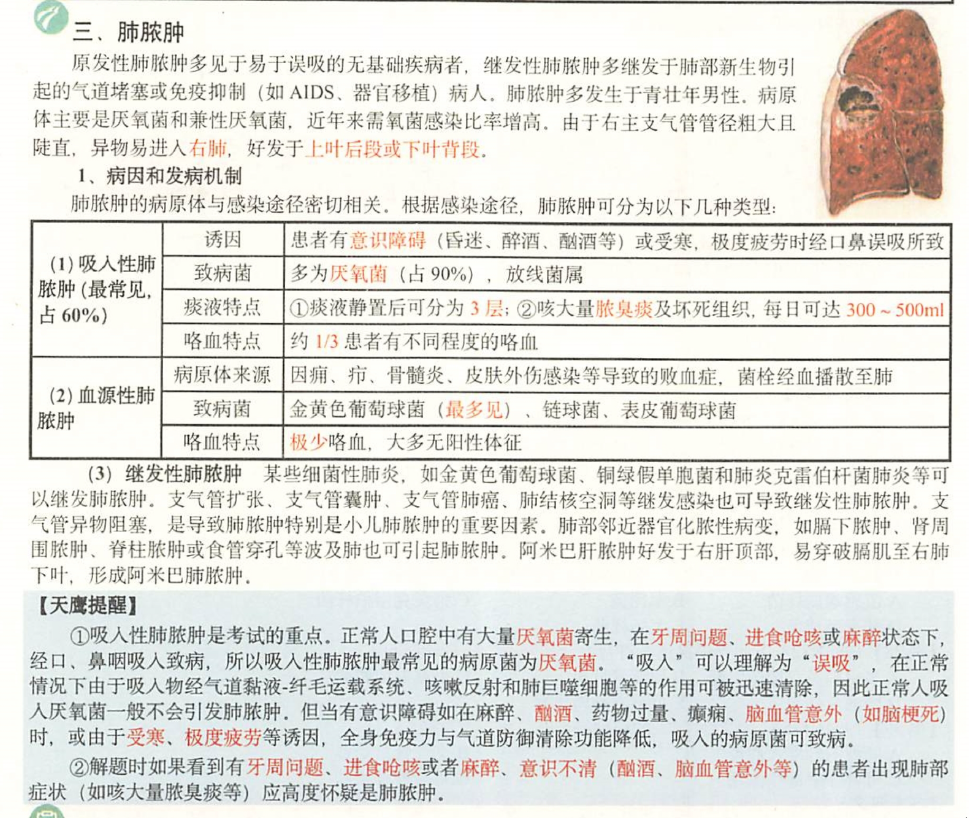 三、肺脓肿
原发性肺脓肿多见于易于误吸的无基础疾病者，继发性肺脓肿多继发于肺部新生物引
起的气道堵塞或免疫抑制（如 AIDS、器官移植）病人。肺脓肿多发生于青壮年男性。病原
体主要是厌氧菌和兼性厌氧菌，近年来需氧菌感染比率增高。由于右主支气管管径粗大且
陡直，异物易进入右肺，好发于上叶后段或下叶背段。
1、病因和发病机制
肺脓肿的病原体与感染途径密切相关。根据感染途径，肺脓肿可分为以下几种类型：
(1) 吸入性肺
脓肿（最常见，
占 60%）
诱因
患者有意识障碍（昏迷、醉酒、酗酒等）或受寒，极度疲劳时经口鼻误吸所致
致病菌
多为厌氧菌（占 90%），放线菌属
痰液特点
①痰液静置后可分为 3 层；②咳大量脓臭痰及坏死组织，每日可达 300 ~ 500ml
咯血特点
约 1/3 患者有不同程度的咯血
(2) 血源性肺
脓肿
病原体来源
因痈、疖、骨髓炎、皮肤外伤感染等导致的败血症，菌栓经血播散至肺
致病菌
金黄色葡萄球菌（最多见）、链球菌、表皮葡萄球菌
咯血特点
极少咯血，大多无阳性体征
(3) 继发性肺脓肿 某些细菌性肺炎，如金黄色葡萄球菌、铜绿假单胞菌和肺炎克雷伯杆菌肺炎等可
以继发肺脓肿。支气管扩张、支气管囊肿、支气管肺癌、肺结核空洞等继发感染也可导致继发性肺脓肿。支
气管异物阻塞，是导致肺脓肿特别是小儿肺脓肿的重要因素。肺部邻近器官化脓性病变，如膈下脓肿、肾周
围脓肿、脊柱脓肿或食管穿孔等波及肺也可引起肺脓肿。阿米巴肝脓肿好发于右肝顶部，易穿破膈肌至右肺
下叶，形成阿米巴肺脓肿。
【天鹰提醒】
①吸入性肺脓肿是考试的重点。正常人口腔中有大量厌氧菌寄生，在牙周问题、进食呛咳或麻醉状态下，
经口、鼻咽吸入致病，所以吸入性肺脓肿最常见的病原菌为厌氧菌。“吸入”可以理解为“误吸”，在正常
情况下由于吸入物经气道黏液-纤毛运载系统、咳嗽反射和肺巨噬细胞等的作用可被迅速清除，因此正常人吸
入厌氧菌一般不会引发肺脓肿。但当有意识障碍如在麻醉、酗酒、药物过量、癫痫、脑血管意外（如脑梗死）
时，或由于受寒、极度疲劳等诱因，全身免疫力与气道防御清除功能降低，吸入的病原菌可致病。
②解题时如果看到有牙周问题、进食呛咳或者麻醉、意识不清（酗酒、脑血管意外等）的患者出现肺部
症状（如咳大量脓臭痰等）应高度怀疑是肺脓肿。